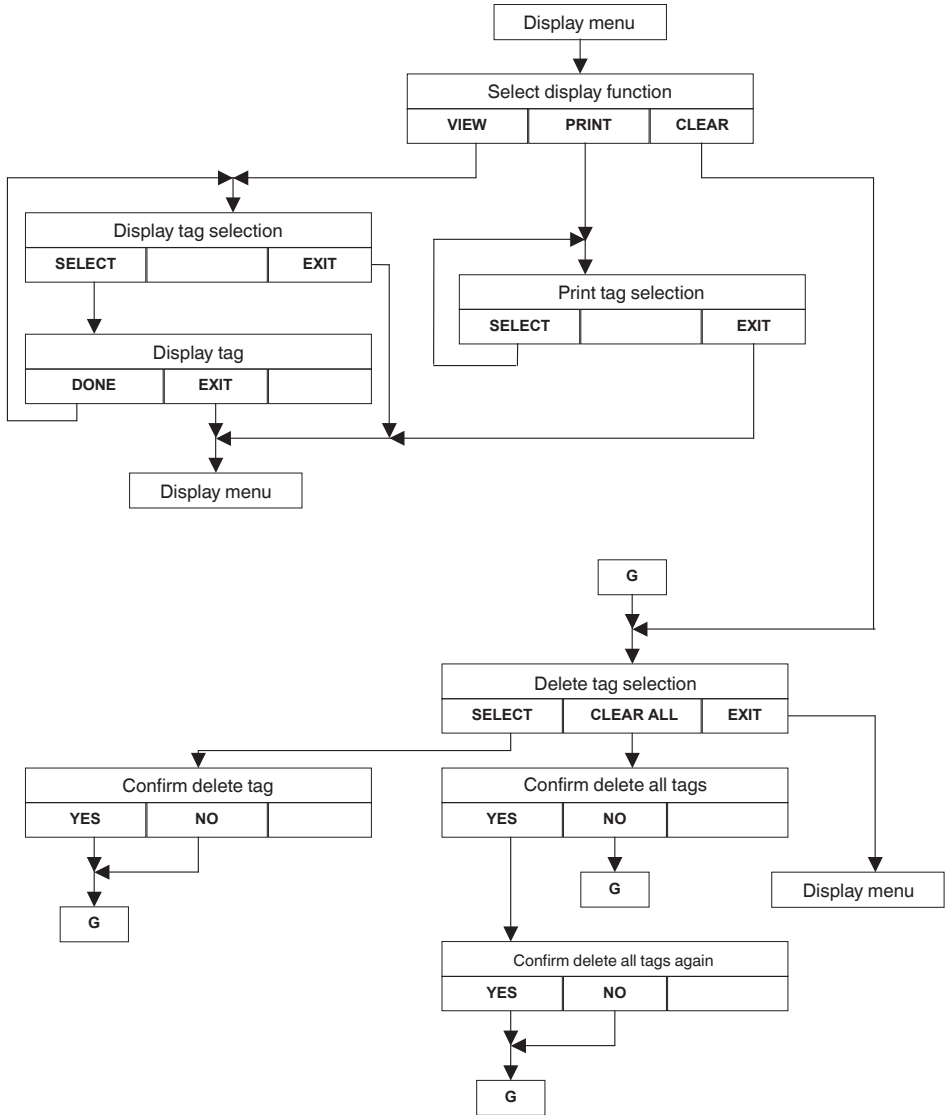 Display menu
Select display function
VIEW PRINT CLEAR
Display tag selection
SELECT EXIT
Print tag selection
SELECT EXIT
Display tag
DONE EXIT
Display menu
G
Delete tag selection
SELECT CLEAR ALL EXIT
Confirm delete tag
YES NO
G
Confirm delete all tags
YES NO
G
Display menu
Confirm delete all tags again
YES NO
G